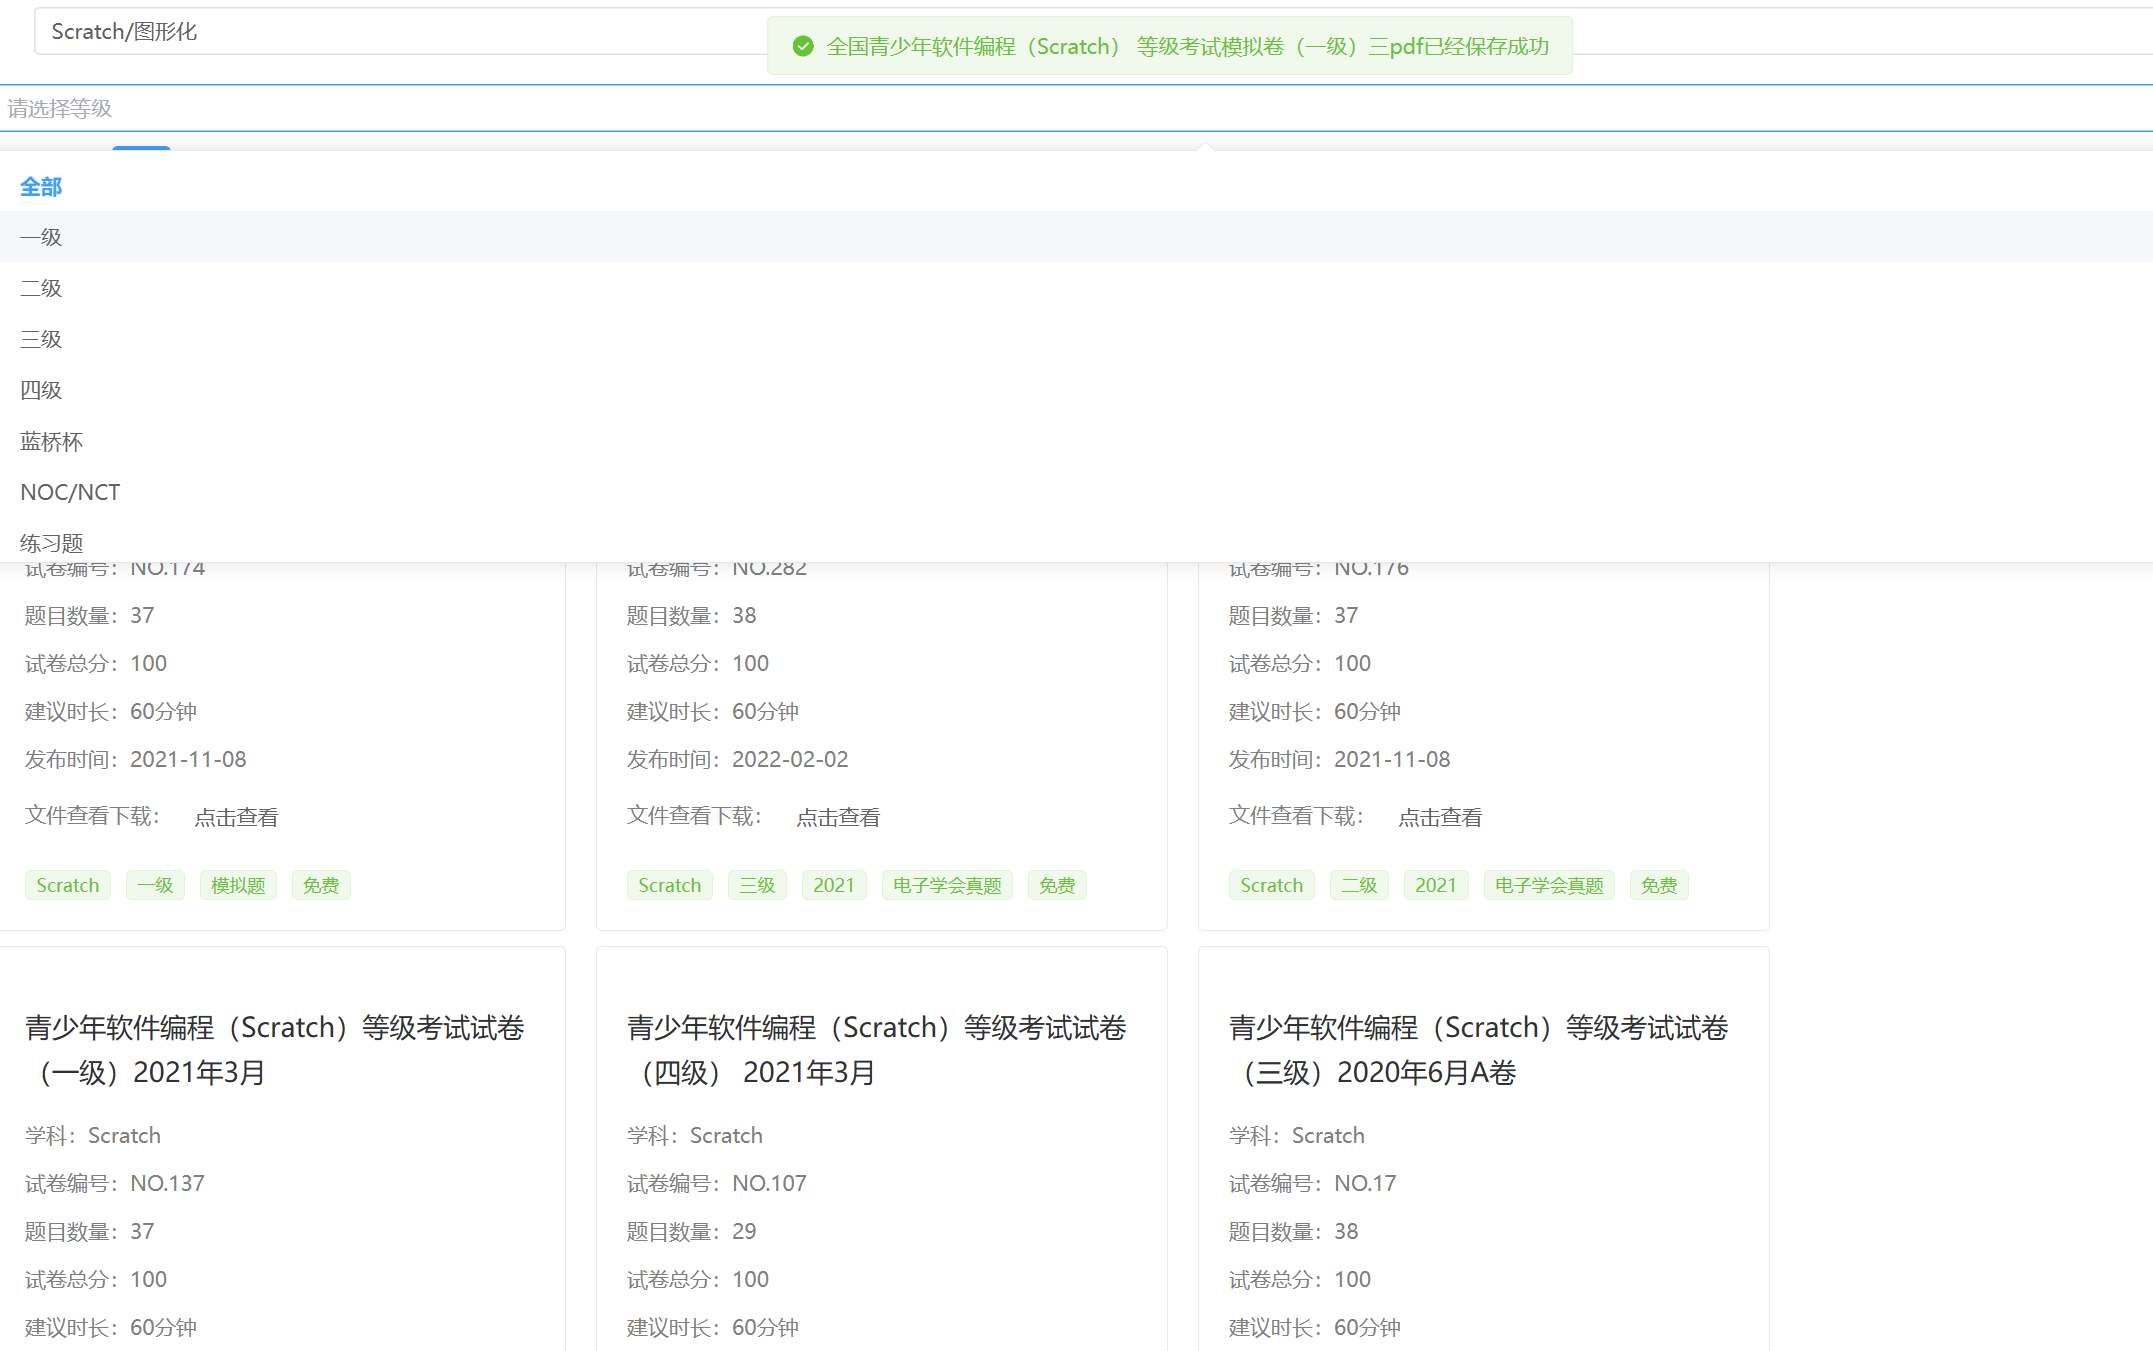 Scratch/图形化
全国青少年软件编程（Scratch） 等级考试模拟卷（一级）三pdf已经保存成功
请选择等级
全部
一级
二级
三级
四级
蓝桥杯
NOC/NCT
练习题
试卷编号：NO.174
题目数量：37
试卷总分：100
建议时长：60分钟
发布时间：2021-11-08
文件查看下载： 点击查看
Scratch 一级 模拟题 免费
试卷编号：NO.282
题目数量：38
试卷总分：100
建议时长：60分钟
发布时间：2022-02-02
文件查看下载： 点击查看
Scratch 三级 2021 电子学会真题 免费
试卷编号：NO.176
题目数量：37
试卷总分：100
建议时长：60分钟
发布时间：2021-11-08
文件查看下载： 点击查看
Scratch 二级 2021 电子学会真题 免费
青少年软件编程（Scratch）等级考试试卷
（一级）2021年3月
学科：Scratch
试卷编号：NO.137
题目数量：37
试卷总分：100
建议时长：60分钟
青少年软件编程（Scratch）等级考试试卷
（四级） 2021年3月
学科：Scratch
试卷编号：NO.107
题目数量：29
试卷总分：100
建议时长：60分钟
青少年软件编程（Scratch）等级考试试卷
（三级）2020年6月A卷
学科：Scratch
试卷编号：NO.17
题目数量：38
试卷总分：100
建议时长：60分钟